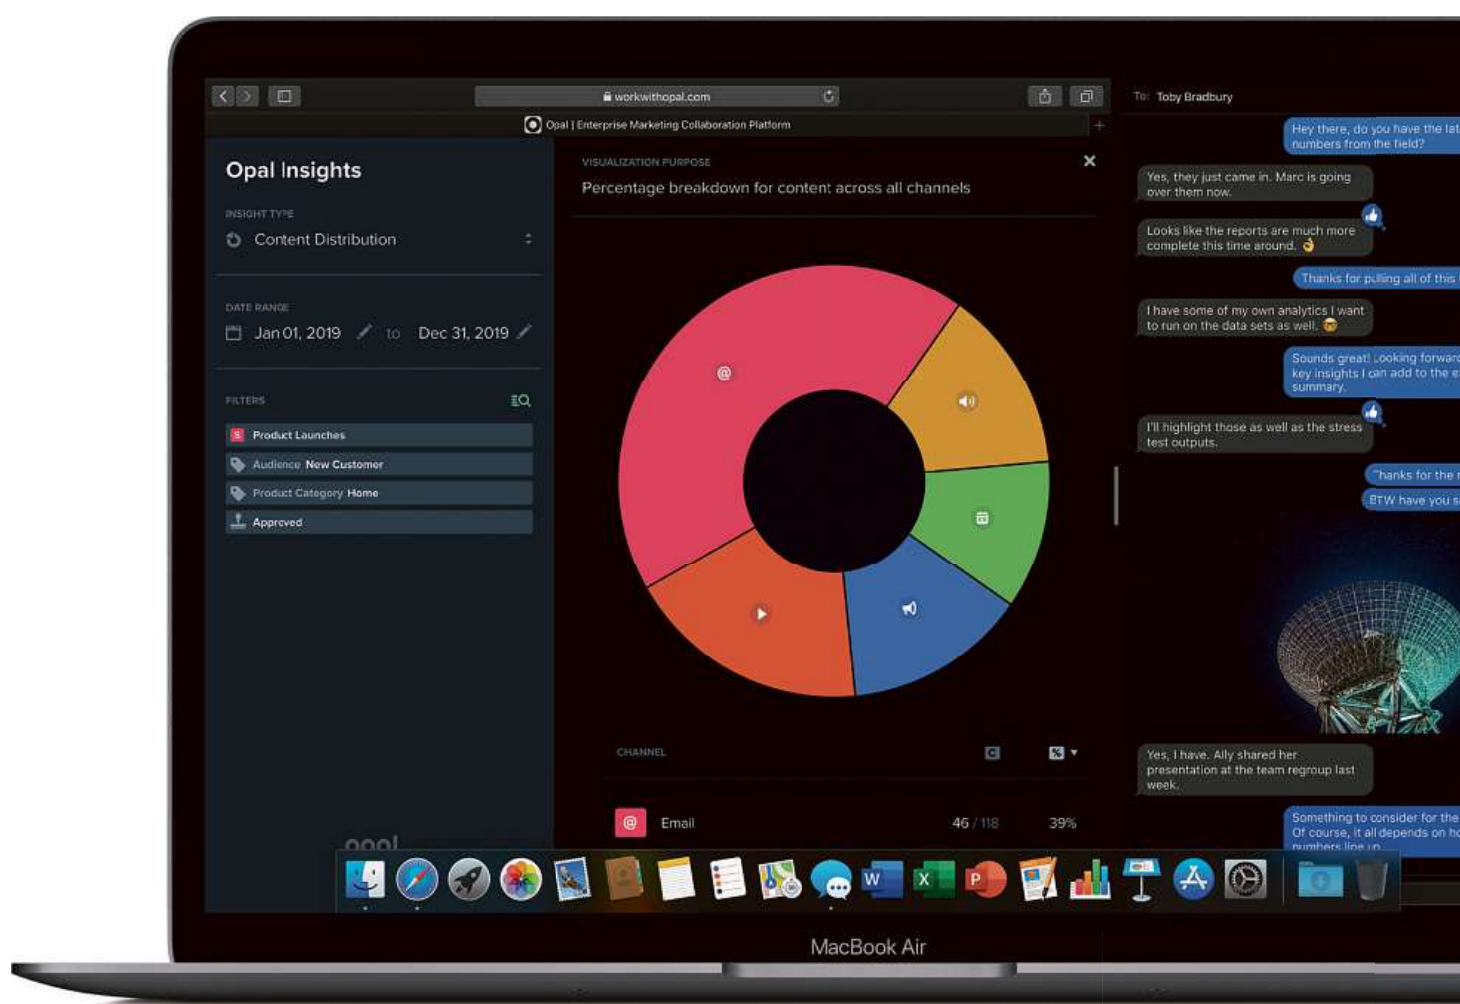 workwithopal.com
Opal | Enterprise Marketing Collaboration Platform
Opal Insights
INSIGHT TYPE
Content Distribution
DATE RANGE
Jan 01, 2019 to Dec 31, 2019
FILTERS
S Product Launches
Audience New Customer
Product Category Home
Approved
opal
VISUALIZATION PURPOSE
Percentage breakdown for content across all channels
@
CHANNEL C %
@ Email 46 / 118 39%
To: Toby Bradbury
Hey there, do you have the lat
numbers from the field?
Yes, they just came in. Marc is going
over them now.
Looks like the reports are much more
complete this time around. 👌
Thanks for pulling all of this
I have some of my own analytics I want
to run on the data sets as well. 🤓
Sounds great! Looking forward
key insights I can add to the e
summary.
I'll highlight those as well as the stress
test outputs.
Thanks for the
BTW have you s
Yes, I have. Ally shared her
presentation at the team regroup last
week.
Something to consider for the
Of course, it all depends on ho
numbers line up
W X P
MacBook Air